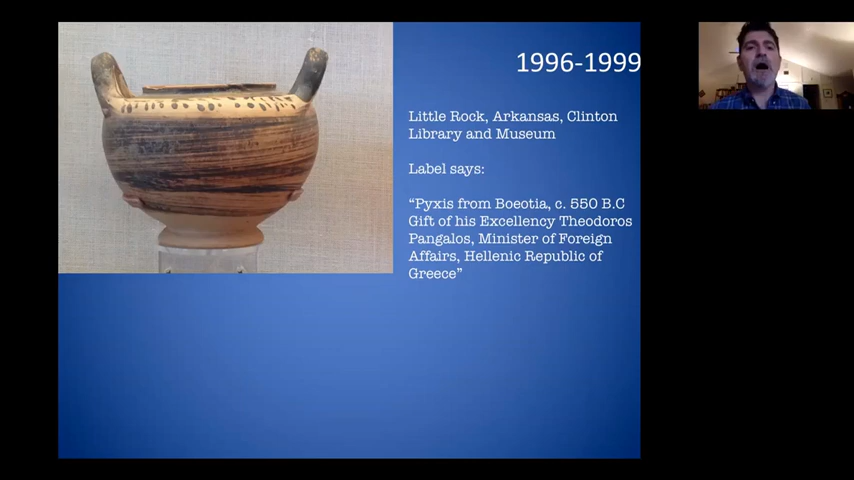 1996-1999
Little Rock, Arkansas, Clinton
Library and Museum
Label says:
“Pyxis from Boeotia, c. 550 B.C
Gift of his Excellency Theodoros
Pangalos, Minister of Foreign
Affairs, Hellenic Republic of
Greece”